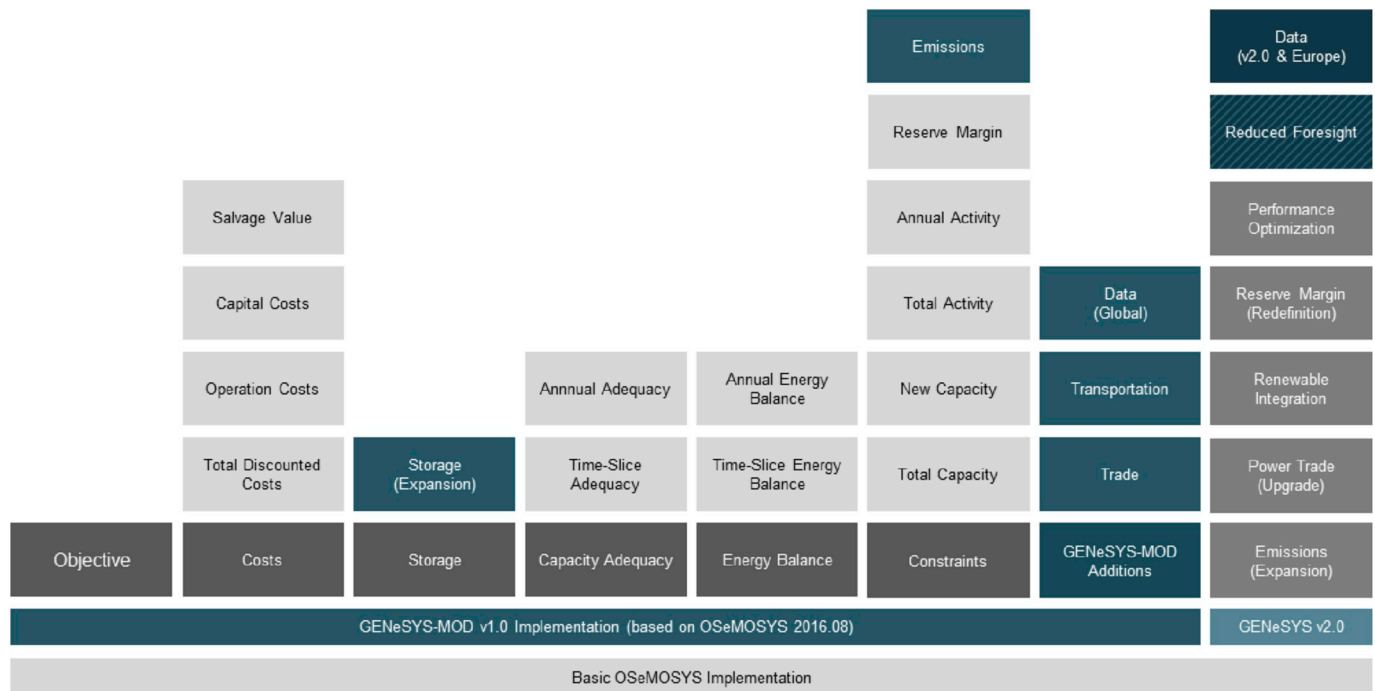 Emissions
Data
(v2.0 & Europe)
Reserve Margin
Reduced Foresight
Salvage Value
Annual Activity
Performance
Optimization
Capital Costs
Total Activity
Data
(Global)
Reserve Margin
(Redefinition)
Operation Costs
Annnual Adequacy
Annual Energy
Balance
New Capacity
Transportation
Renewable
Integration
Total Discounted
Costs
Storage
(Expansion)
Time-Slice
Adequacy
Time-Slice Energy
Balance
Total Capacity
Trade
Power Trade
(Upgrade)
Objective
Costs
Storage
Capacity Adequacy
Energy Balance
Constraints
GENeSYS-MOD
Additions
Emissions
(Expansion)
GENeSYS-MOD v1.0 Implementation (based on OSeMOSYS 2016.08)
GENeSYS v2.0
Basic OSeMOSYS Implementation